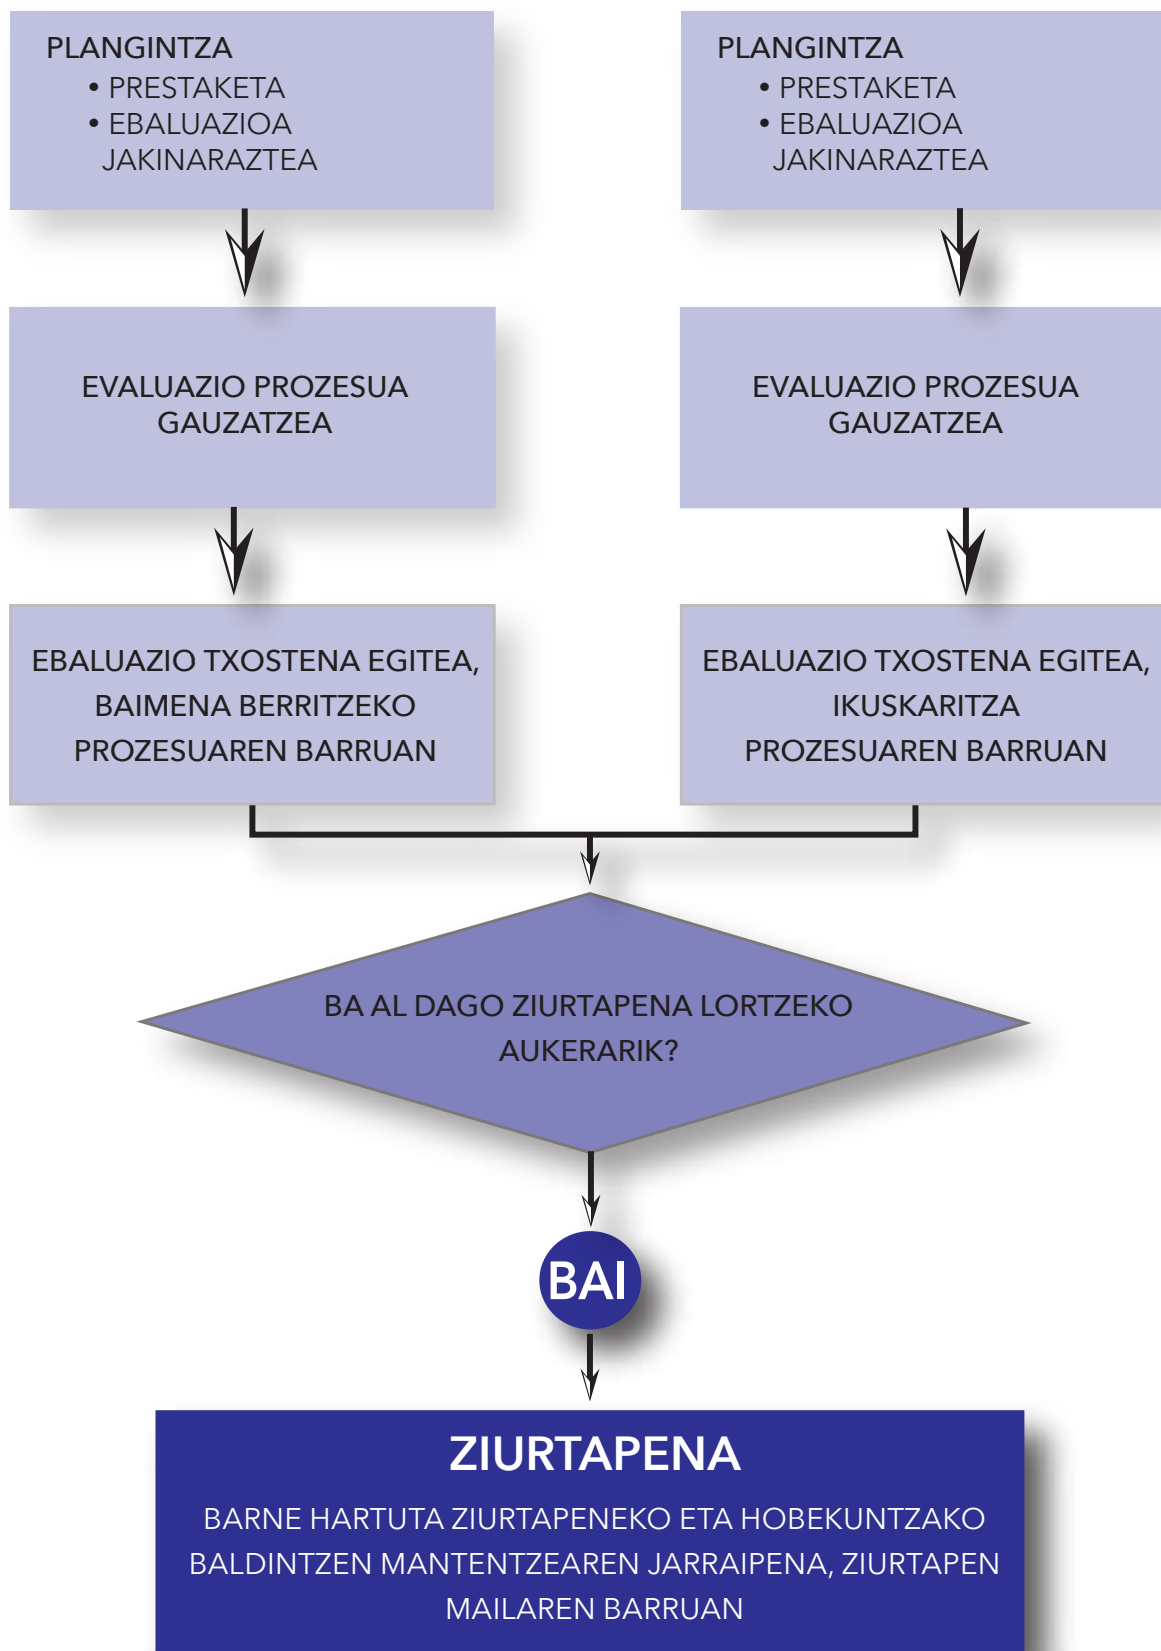 PLANGINTZA
• PRESTAKETA
• EBALUAZIOA
JAKINARAZTEA
EVALUAZIO PROZESUA
GAUZATZEA
EBALUAZIO TXOSTENA EGITEA,
BAIMENA BERRITZEKO
PROZESUAREN BARRUAN
PLANGINTZA
• PRESTAKETA
• EBALUAZIOA
JAKINARAZTEA
EVALUAZIO PROZESUA
GAUZATZEA
EBALUAZIO TXOSTENA EGITEA,
IKUSKARITZA
PROZESUAREN BARRUAN
BA AL DAGO ZIURTAPENA LORTZEKO
AUKERARIK?
BAI
ZIURTAPENA
BARNE HARTUTA ZIURTAPENEKO ETA HOBEKUNTZAKO
BALDINTZEN MANTENTZEAREN JARRAIPENA, ZIURTAPEN
MAILAREN BARRUAN